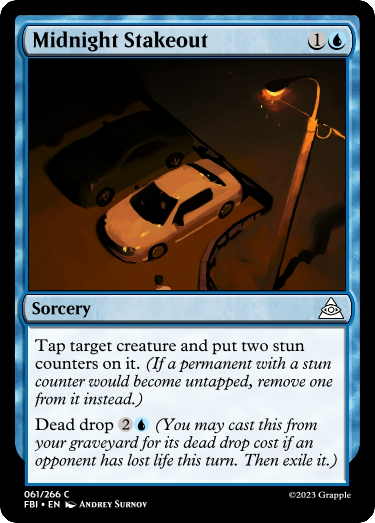 Midnight Stakeout 1
Sorcery
Tap target creature and put two stun
counters on it. (If a permanent with a stun
counter would become untapped, remove one
from it instead.)
Dead drop 2 (You may cast this from
your graveyard for its dead drop cost if an
opponent has lost life this turn. Then exile it.)
061/266 C
FBI • EN Andrey Surnov
©2023 Grapple